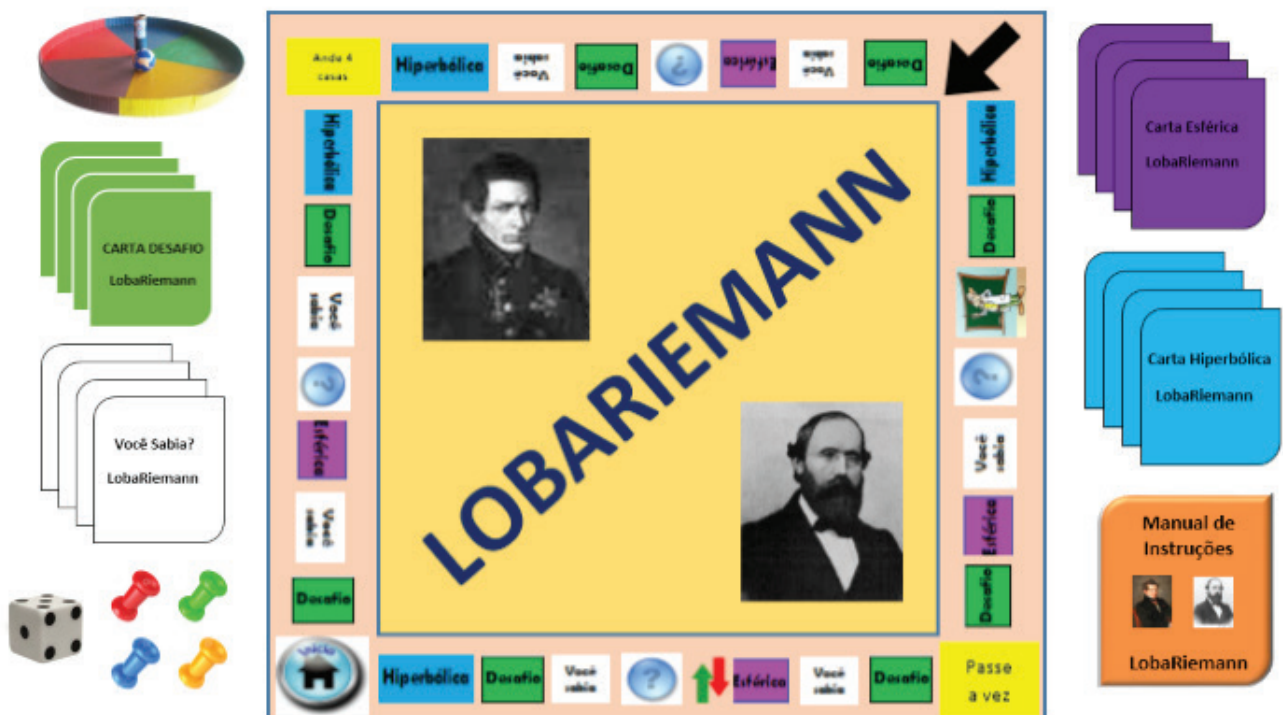 CARTA DESAFIO
LobaRiemann
Você Sabia?
LobaRiemann
Anda 4
casas
Hiperbólica
Você
sabia
Desafio
?
Esférica
Você
sabia
Desafio
Hiperbólica
Desafio
Você
sabia
?
Esférica
Você
sabia
Desafio
LOBARIEMANN
Hiperbólica
Desafio
?
Você
sabia
Esférica
Desafio
Início
Hiperbólica
Desafio
Você
sabia
?
Esférica
Você
sabia
Desafio
Passe
a vez
Carta Esférica
LobaRiemann
Carta Hiperbólica
LobaRiemann
Manual de
Instruções
LobaRiemann